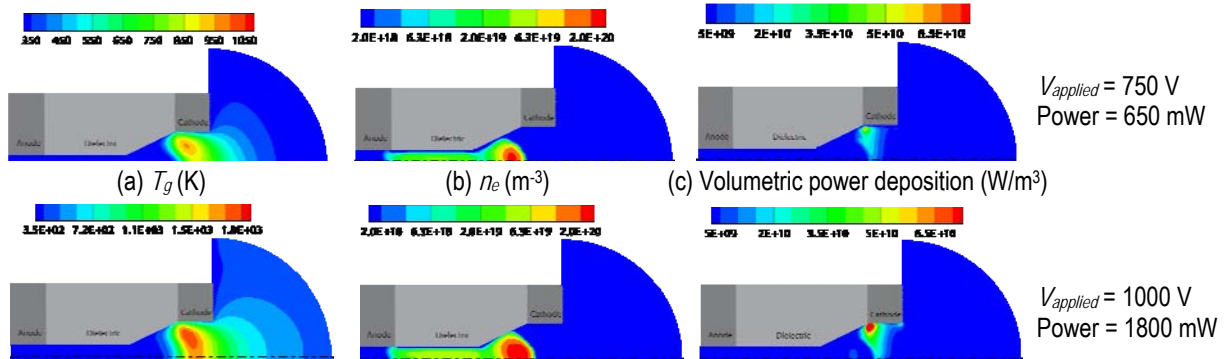 350 450 550 650 750 850 950 1050
2.0E+18 6.3E+18 2.0E+19 6.3E+19 2.0E+20
5E+09 2E+10 3.5E+10 5E+10 6.5E+10
Anode Dielectric Cathode
Anode Dielectric Cathode
Anode Dielectric Cathode
V_applied = 750 V
Power = 650 mW
(a) T_g (K)
(b) n_e (m⁻³)
(c) Volumetric power deposition (W/m³)
3.5E+02 7.2E+02 1.1E+03 1.5E+03 1.8E+03
2.0E+18 6.3E+18 2.0E+19 6.3E+19 2.0E+20
5E+09 2E+10 3.5E+10 5E+10 6.5E+10
Anode Dielectric Cathode
Anode Dielectric Cathode
Anode Dielectric Cathode
V_applied = 1000 V
Power = 1800 mW